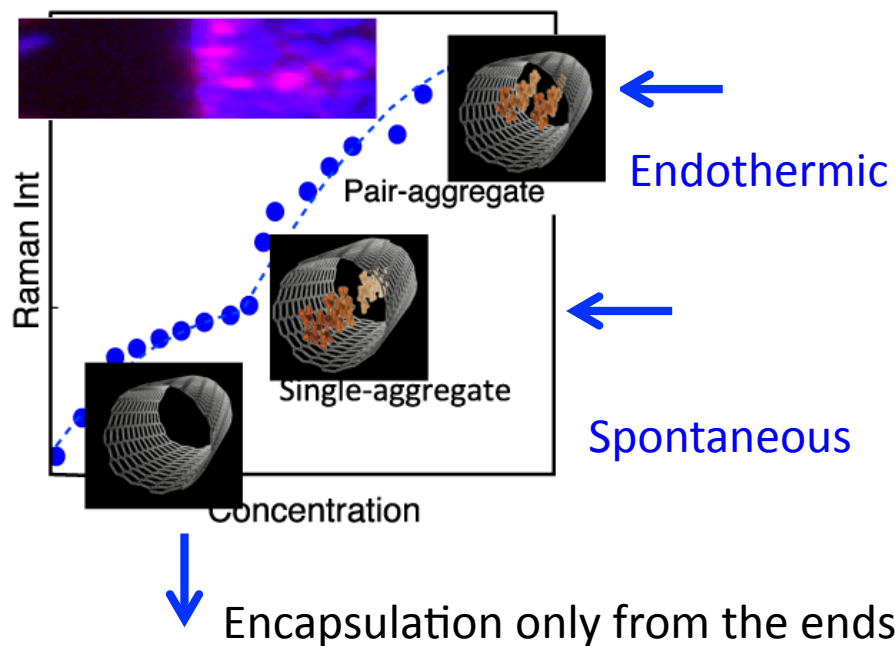 Endothermic
Pair-aggregate
Raman Int
Single-aggregate
Spontaneous
Concentration
Encapsulation only from the ends